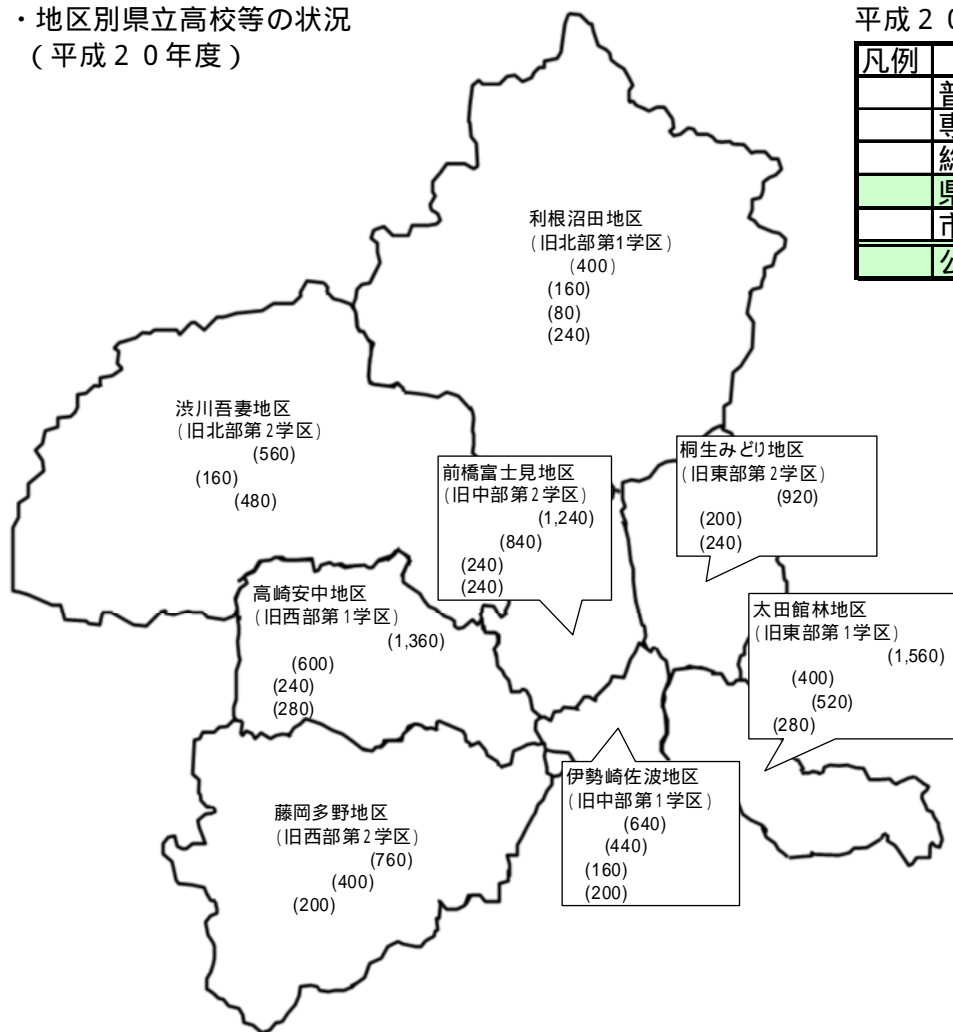 ・地区別県立高校等の状況
(平成20年度)
平成2
凡例
普
専
総
県
市
公
利根沼田地区
(旧北部第1学区)
(400)
(160)
(80)
(240)
渋川吾妻地区
(旧北部第2学区)
(560)
(160)
(480)
前橋富士見地区
(旧中部第2学区)
(1,240)
(840)
(240)
(240)
桐生みどり地区
(旧東部第2学区)
(920)
(200)
(240)
高崎安中地区
(旧西部第1学区)
(1,360)
(600)
(240)
(280)
太田館林地区
(旧東部第1学区)
(1,560)
(400)
(520)
(280)
伊勢崎佐波地区
(旧中部第1学区)
(640)
(440)
(160)
(200)
藤岡多野地区
(旧西部第2学区)
(760)
(400)
(200)